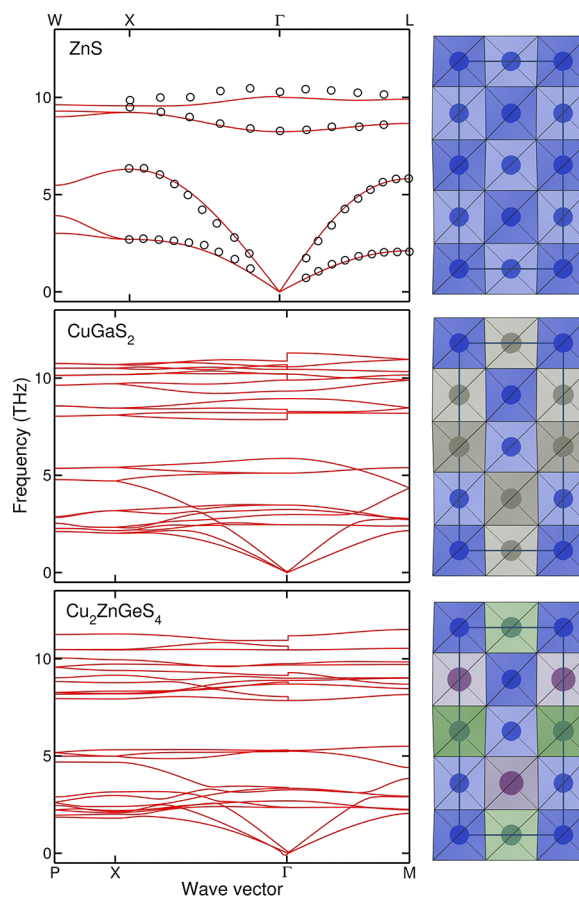 W X Γ L
ZnS
10
5
0
CuGaS₂
10
5
0
Frequency (THz)
Cu₂ZnGeS₄
10
5
0
P X Γ M
Wave vector